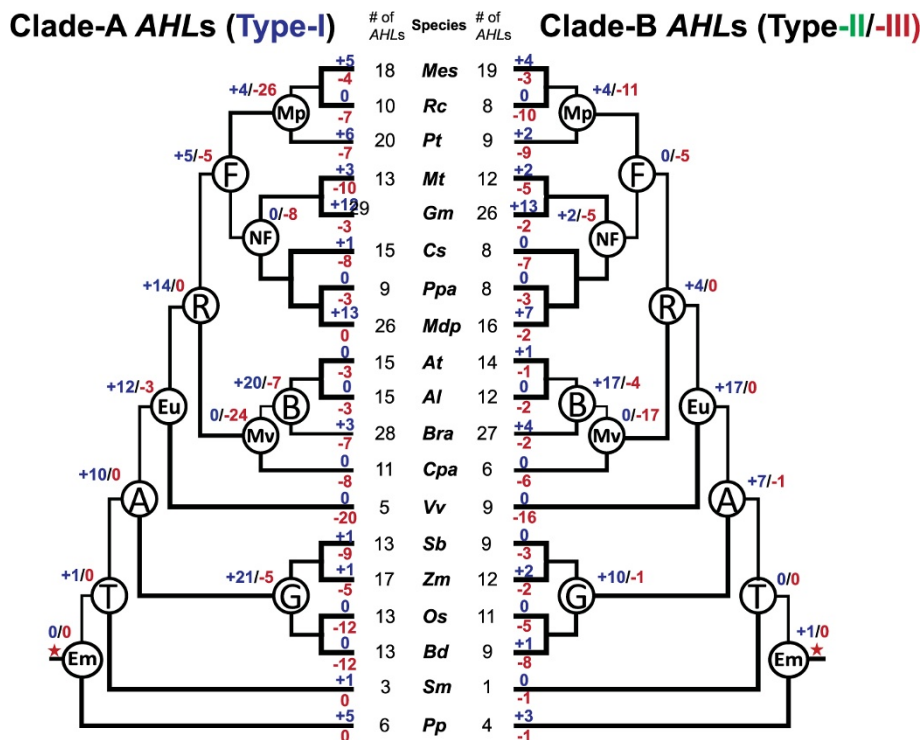 Clade-A AHLs (Type-I)
# of AHLs Species # of AHLs
Clade-B AHLs (Type-II/-III)
+5 -4 18 Mes 19 +4 -3
+4/-26 Mp 0 -7 10 Rc 8 0 -10 Mp +4/-11
+6 -7 20 Pt 9 +2 -9
+5/-5 F +3 -10 13 Mt 12 +2 -5 F 0/-5
0/-8 NF +12 -3 29 Gm 26 +13 -2 NF +2/-5
+1 -8 15 Cs 8 0 -7
0 -3 9 Ppa 8 0 -3
+14/0 R +13 0 26 Mdp 16 +7 -2 R +4/0
0 -3 15 At 14 +1 -1
+20/-7 B 0 -3 15 Al 12 0 -2 B +17/-4
+12/-3 Eu +3 -7 28 Bra 27 +4 -2 Eu +17/0
0/-24 Mv 0 -8 11 Cpa 6 0 -6 Mv 0/-17
+10/0 A 0 -20 5 Vv 9 0 -16 A +7/-1
+1 -9 13 Sb 9 0 -3
+21/-5 G +1 -5 17 Zm 12 +2 -2 G +10/-1
+1/0 T 0 -12 13 Os 11 0 -5 T 0/0
0 -12 13 Bd 9 +1 -8
0/0 Em +1 0 3 Sm 1 0 -1 Em +1/0
+5 0 6 Pp 4 +3 -1